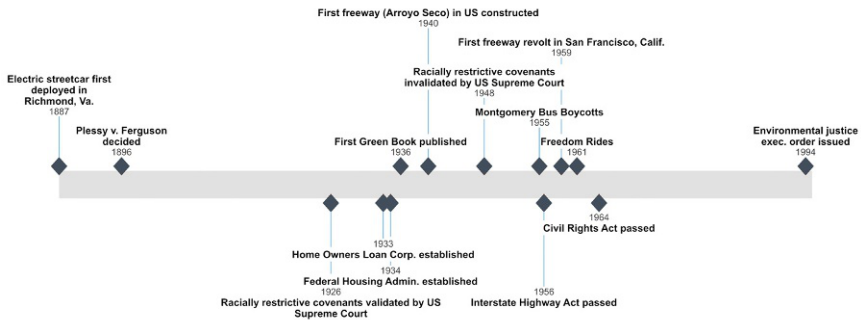 First freeway (Arroyo Seco) in US constructed
1940
First freeway revolt in San Francisco, Calif.
1959
Electric streetcar first
deployed in
Richmond, Va.
1887
Racially restrictive covenants
invalidated by US Supreme Court
1948
Montgomery Bus Boycotts
1955
Plessy v. Ferguson
decided
1896
First Green Book published
1936
Freedom Rides
1961
Environmental justice
exec. order issued
1994
1964
Civil Rights Act passed
1933
Home Owners Loan Corp. established
1934
Federal Housing Admin. established
1926
Racially restrictive covenants validated by US
Supreme Court
1956
Interstate Highway Act passed